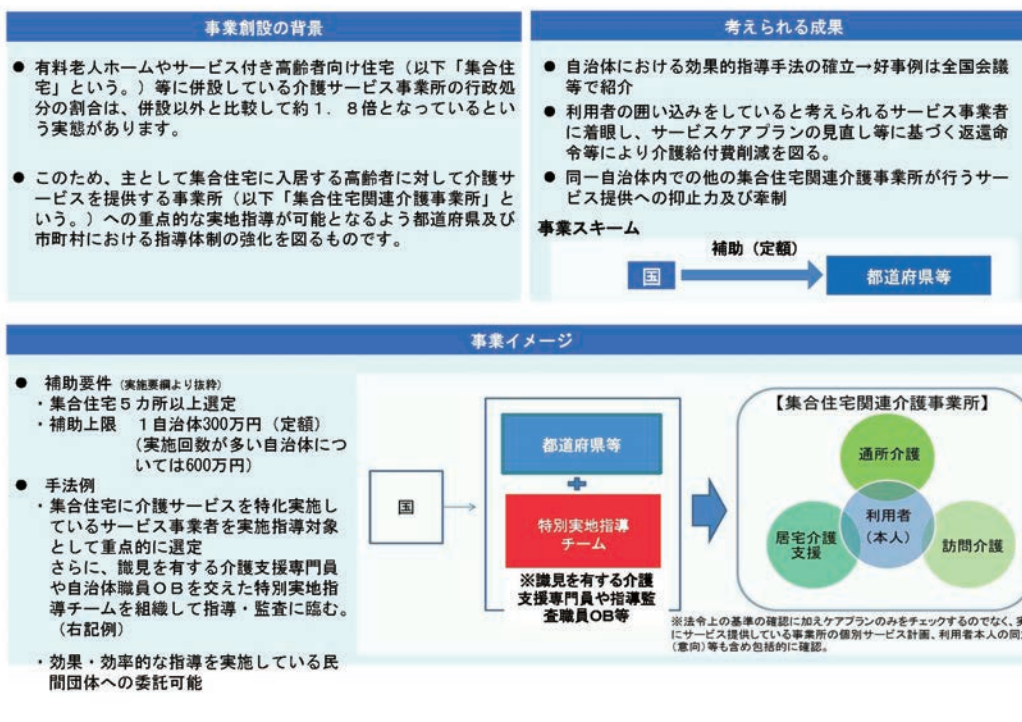 事業創設の背景
● 有料老人ホームやサービス付き高齢者向け住宅（以下「集合住
宅」という。）等に併設している介護サービス事業所の行政処
分の割合は、併設以外と比較して約１．８倍となっているとい
う実態があります。
● このため、主として集合住宅に入居する高齢者に対して介護サ
ービスを提供する事業所（以下「集合住宅関連介護事業所」と
いう。）への重点的な実地指導が可能となるよう都道府県及び
市町村における指導体制の強化を図るものです。
考えられる成果
● 自治体における効果的指導手法の確立→好事例は全国会議
等で紹介
● 利用者の囲い込みをしていると考えられるサービス事業者
に着眼し、サービスケアプランの見直し等に基づく返還命
令等により介護給付費削減を図る。
● 同一自治体内での他の集合住宅関連介護事業所が行うサー
ビス提供への抑止力及び牽制
事業スキーム
補助（定額）
国
都道府県等
事業イメージ
● 補助要件（実施要綱より抜粋）
・集合住宅５カ所以上選定
・補助上限　１自治体300万円（定額）
（実施回数が多い自治体につ
いては600万円）
● 手法例
・集合住宅に介護サービスを特化実施し
ているサービス事業者を実施指導対象
として重点的に選定
さらに、識見を有する介護支援専門員
や自治体職員ＯＢを交えた特別実地指
導チームを組織して指導・監査に臨む。
（右記例）
・効果・効率的な指導を実施している民
間団体への委託可能
国
都道府県等
特別実地指導
チーム
※識見を有する介護
支援専門員や指導監
査職員OB等
【集合住宅関連介護事業所】
通所介護
利用者
（本人）
居宅介護
支援
訪問介護
※法令上の基準の確認に加えケアプランのみをチェックするのでなく、
にサービス提供している事業所の個別サービス計画、利用者本人の
（意向）等も含め包括的に確認。